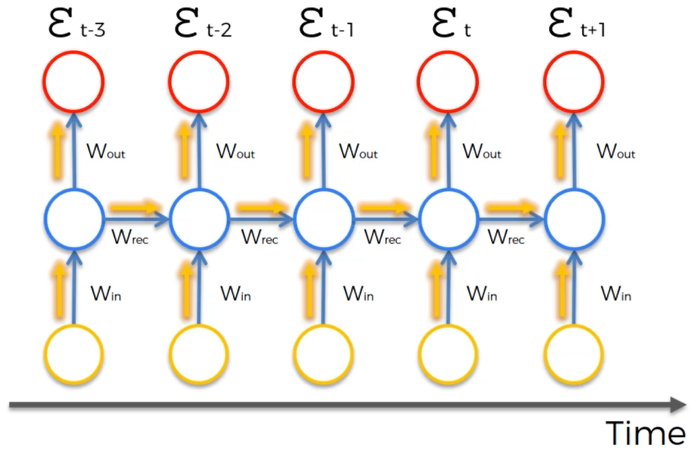 ε t-3 ε t-2 ε t-1 ε t ε t+1
Wout Wout Wout Wout Wout
Wrec Wrec Wrec Wrec
Win Win Win Win Win
Time